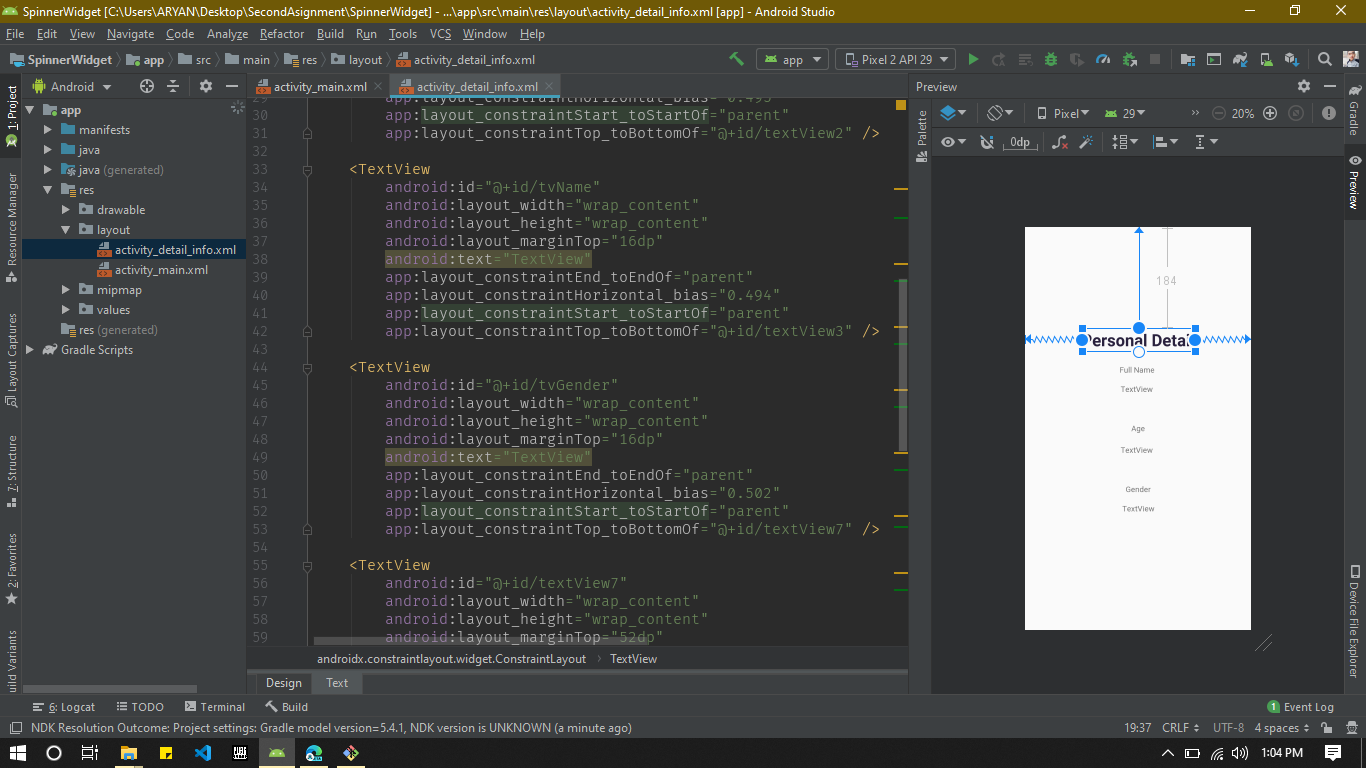 SpinnerWidget [C:\Users\ARYAN\Desktop\SecondAsignment\SpinnerWidget] - ...\app\src\main\res\layout\activity_detail_info.xml [app] - Android Studio
File Edit View Navigate Code Analyze Refactor Build Run Tools VCS Window Help
SpinnerWidget app src main res layout activity_detail_info.xml app Pixel 2 API 29
Android activity_main.xml activity_detail_info.xml Preview
1: Project
Resource Manager
Layout Captures
7: Structure
2: Favorites
uild Variants
app
manifests
java
java (generated)
res
drawable
layout
activity_detail_info.xml
activity_main.xml
mipmap
values
res (generated)
Gradle Scripts
29 app:layout_constraintHorizontal_bias="0.495"
30 app:layout_constraintStart_toStartOf="parent"
31 app:layout_constraintTop_toBottomOf="@+id/textView2" />
32
33 <TextView
34 android:id="@+id/tvName"
35 android:layout_width="wrap_content"
36 android:layout_height="wrap_content"
37 android:layout_marginTop="16dp"
38 android:text="TextView"
39 app:layout_constraintEnd_toEndOf="parent"
40 app:layout_constraintHorizontal_bias="0.494"
41 app:layout_constraintStart_toStartOf="parent"
42 app:layout_constraintTop_toBottomOf="@+id/textView3" />
43
44 <TextView
45 android:id="@+id/tvGender"
46 android:layout_width="wrap_content"
47 android:layout_height="wrap_content"
48 android:layout_marginTop="16dp"
49 android:text="TextView"
50 app:layout_constraintEnd_toEndOf="parent"
51 app:layout_constraintHorizontal_bias="0.502"
52 app:layout_constraintStart_toStartOf="parent"
53 app:layout_constraintTop_toBottomOf="@+id/textView7" />
54
55 <TextView
56 android:id="@+id/textView7"
57 android:layout_width="wrap_content"
58 android:layout_height="wrap_content"
59 android:layout_marginTop="52dp"
androidx.constraintlayout.widget.ConstraintLayout TextView
Design Text
Palette
Pixel 29 20%
0dp
184
Personal Detail
Full Name
TextView
Age
TextView
Gender
TextView
Gradle
Preview
Device File Explorer
6: Logcat TODO Terminal Build 1 Event Log
NDK Resolution Outcome: Project settings: Gradle model version=5.4.1, NDK version is UNKNOWN (a minute ago) 19:37 CRLF UTF-8 4 spaces
1:04 PM